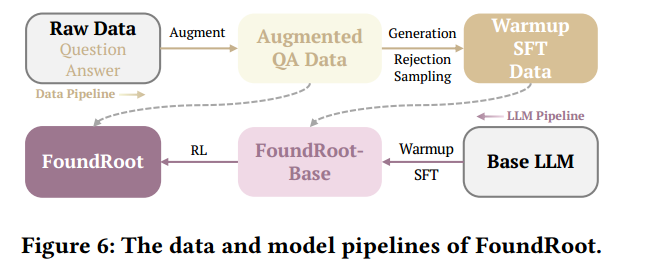 Raw Data
Question
Answer
Augment
Augmented
QA Data
Generation
Rejection
Sampling
Warmup
SFT
Data
Data Pipeline
LLM Pipeline
FoundRoot
RL
FoundRoot-
Base
Warmup
SFT
Base LLM
Figure 6: The data and model pipelines of FoundRoot.